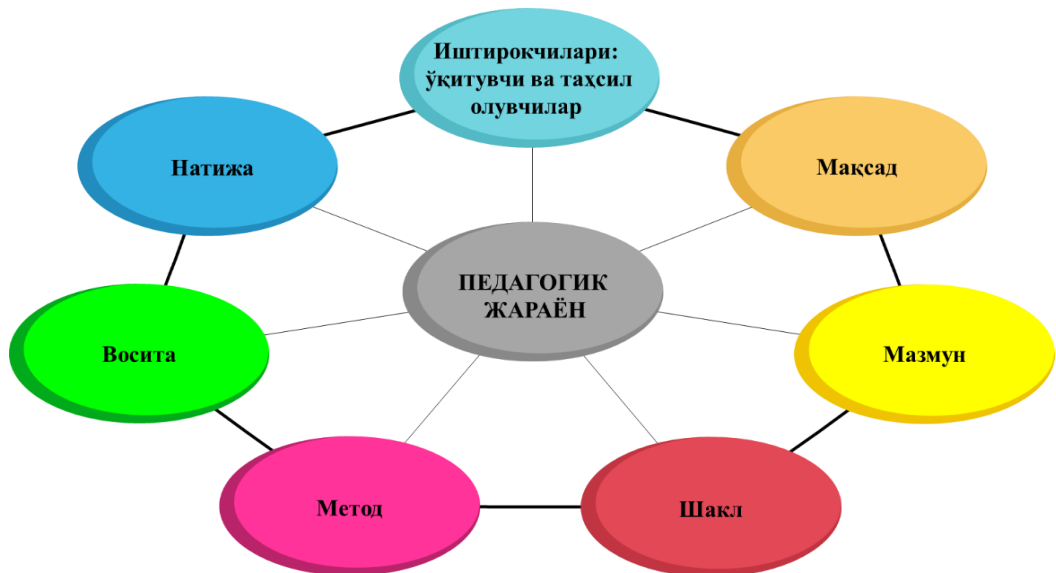 Иштирокчилари:
ўқитувчи ва таҳсил
олувчилар
Натижа
Мақсад
ПЕДАГОГИК
ЖАРАЁН
Восита
Мазмун
Метод
Шакл